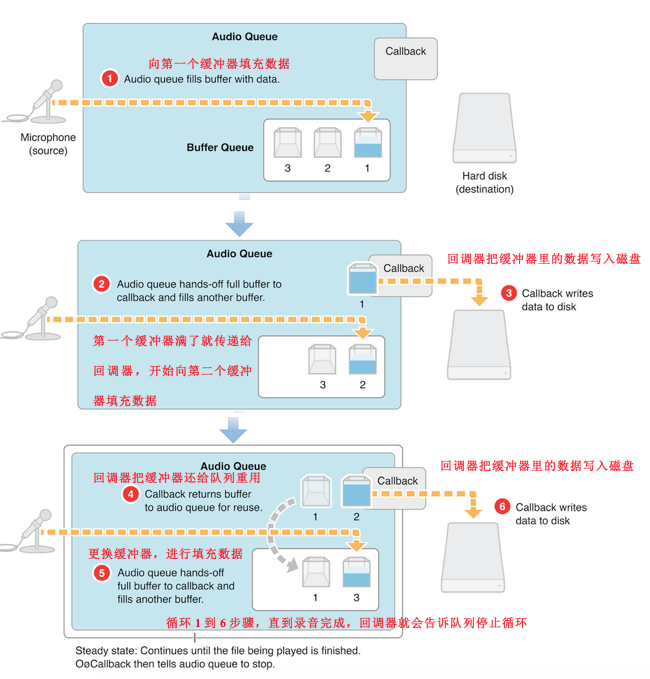 Audio Queue
Callback
向第一个缓冲器填充数据
1 Audio queue fills buffer with data.
Microphone
(source)
Buffer Queue
3 2 1
Hard disk
(destination)
Audio Queue
2 Audio queue hands-off full buffer to
callback and fills another buffer.
Callback
1
回调器把缓冲器里的数据写入磁盘
3 Callback writes
data to disk
第一个缓冲器满了就传递给
回调器，开始向第二个缓冲
器填充数据
3 2
Audio Queue
回调器把缓冲器还给队列重用
4 Callback returns buffer
to audio queue for reuse.
Callback
1 2
回调器把缓冲器里的数据写入磁盘
6 Callback writes
data to disk
更换缓冲器，进行填充数据
5 Audio queue hands-off
full buffer to callback and
fills another buffer.
1 3
循环 1 到 6步骤，直到录音完成，回调器就会告诉队列停止循环
Steady state: Continues until the file being played is finished.
OøCallback then tells audio queue to stop.